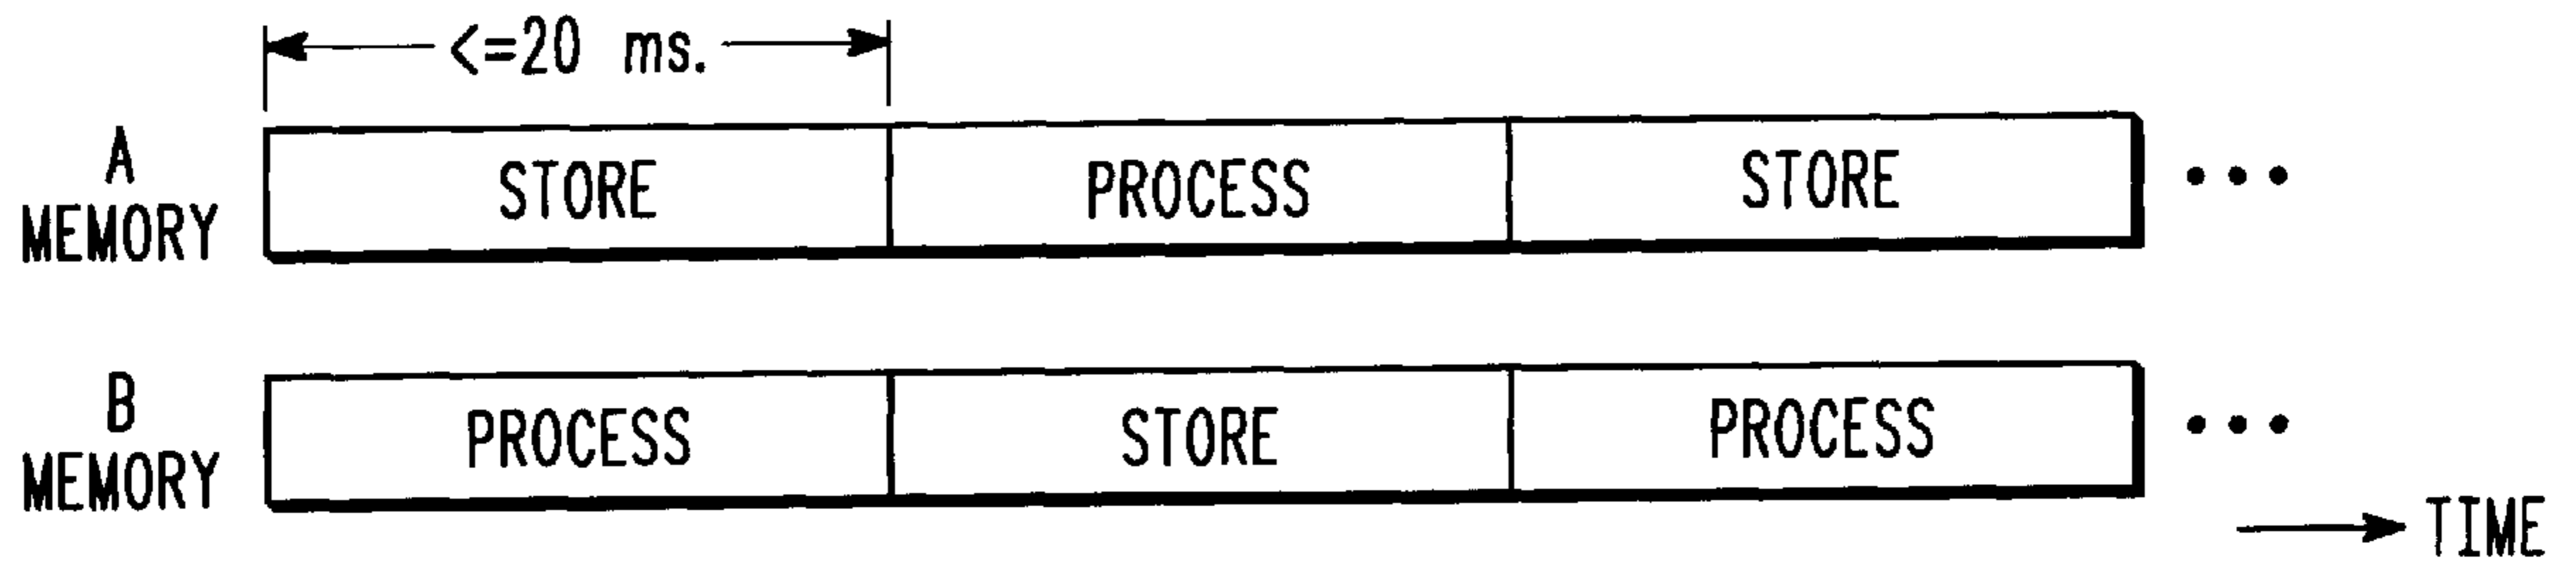 <=20 ms.
A
MEMORY
STORE
PROCESS
STORE
• • •
B
MEMORY
PROCESS
STORE
PROCESS
• • •
TIME